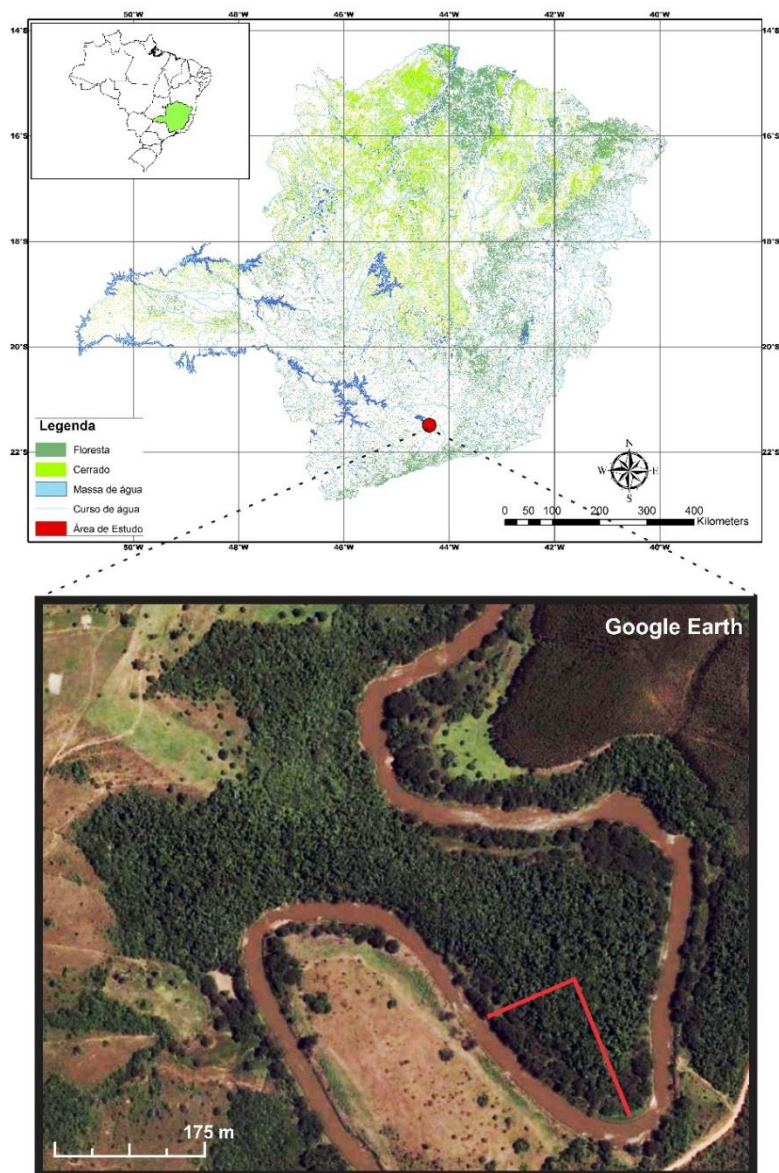 50°W 48°W 46°W 44°W 42°W 40°W
14°S 14°S
16°S 16°S
18°S 18°S
20°S 20°S
22°S 22°S
Legenda
Floresta
Cerrado
Massa de água
Curso de água
Área de Estudo
N
W E
S
0 50 100 200 300 400
Kilometers
50°W 48°W 46°W 44°W 42°W 40°W
Google Earth
175 m